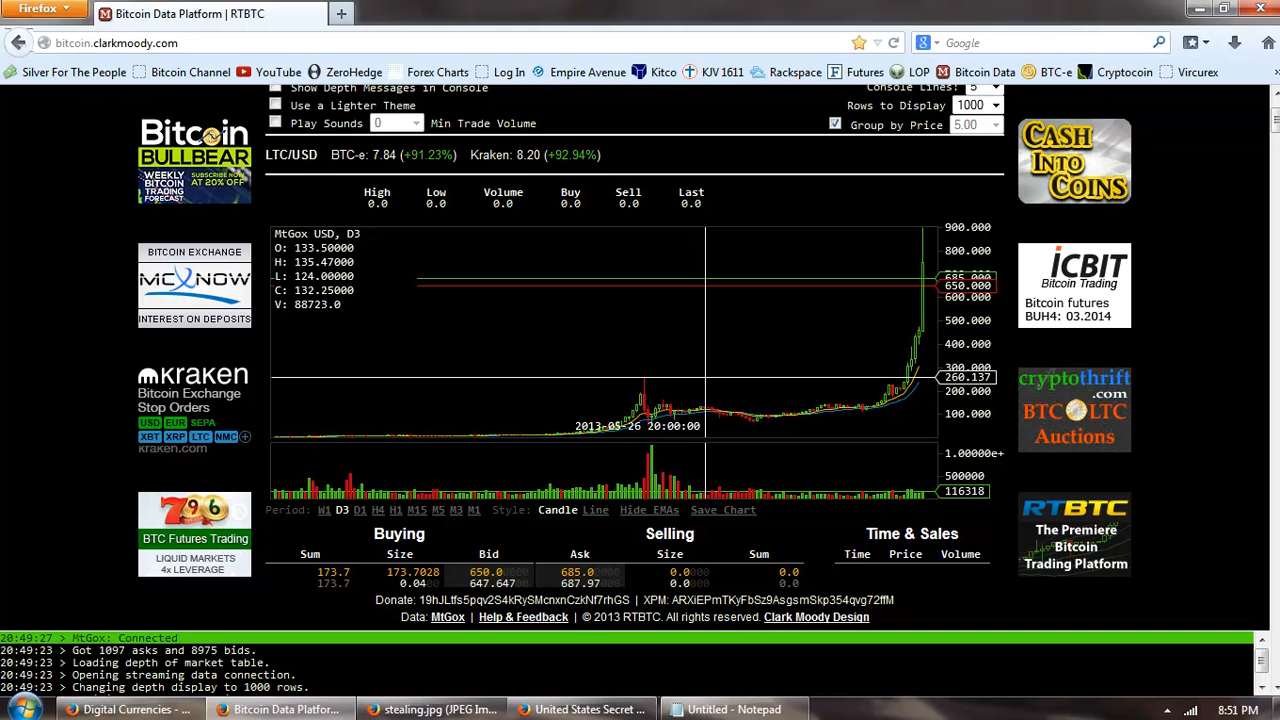 Firefox
Bitcoin Data Platform | RTBTC
bitcoin.clarkmoody.com
Google
Silver For The People
Bitcoin Channel
YouTube
ZeroHedge
Forex Charts
Log In
Empire Avenue
Kitco
KJV 1611
Rackspace
Futures
LOP
Bitcoin Data
BTC-e
Cryptocoin
Vircurex
Show Depth Messages in Console
Console Lines: 5
Use a Lighter Theme
Rows to Display 1000
Play Sounds 0 Min Trade Volume
Group by Price 5.00
LTC/USD BTC-e: 7.84 (+91.23%) Kraken: 8.20 (+92.94%)
High Low Volume Buy Sell Last
0.0 0.0 0.0 0.0 0.0 0.0
Bitcoin
BULLBEAR
WEEKLY BITCOIN TRADING FORECAST
SUBSCRIBE NOW AT 20% OFF
BITCOIN EXCHANGE
MCXNOW
INTEREST ON DEPOSITS
kraken
Bitcoin Exchange
Stop Orders
USD EUR SEPA
XBT XRP LTC NMC
kraken.com
796
BTC Futures Trading
LIQUID MARKETS
4x LEVERAGE
MtGox USD, D3
O: 133.50000
H: 135.47000
L: 124.00000
C: 132.25000
V: 88723.0
900.000
800.000
685.000
650.000
600.000
500.000
400.000
300.000
260.137
200.000
100.000
2013-05-26 20:00:00
1.00000e+
500000
116318
Period: W1 D3 D1 H4 H1 M15 M5 M3 M1 Style: Candle Line Hide EMAs Save Chart
Buying Selling Time & Sales
Sum Size Bid Ask Size Sum Time Price Volume
173.7 173.7028 650.0 685.0 0.0 0.0
173.7 0.04 647.647 687.97 0.0 0.0
Donate: 19hJLtfs5pqv2S4kRySMcnxnCzkNf7rhGS | XPM: ARXiEPmTKyFbSz9AsgsmSkp354qvg72ffM
Data: MtGox | Help & Feedback | © 2013 RTBTC. All rights reserved. Clark Moody Design
CASH
INTO
COINS
iCBIT
Bitcoin Trading
Bitcoin futures
BUH4: 03.2014
cryptothrift
.com
BTC LTC
Auctions
RTBTC
The Premiere
Bitcoin
Trading Platform
20:49:27 > MtGox: Connected
20:49:23 > Got 1097 asks and 8975 bids.
20:49:23 > Loading depth of market table.
20:49:23 > Opening streaming data connection.
20:49:23 > Changing depth display to 1000 rows.
Digital Currencies - ...
Bitcoin Data Platfor...
stealing.jpg (JPEG Im...
United States Secret ...
Untitled - Notepad
8:51 PM